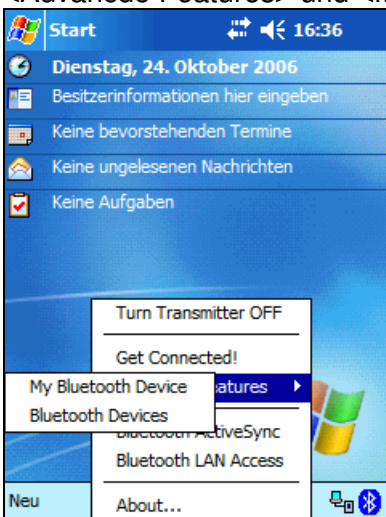 Start 16:36
Dienstag, 24. Oktober 2006
Besitzerinformationen hier eingeben
Keine bevorstehenden Termine
Keine ungelesenen Nachrichten
Keine Aufgaben
Turn Transmitter OFF
Get Connected!
My Bluetooth Device
atures
Bluetooth Devices
Bluetooth ActiveSync
Bluetooth LAN Access
Neu
About...